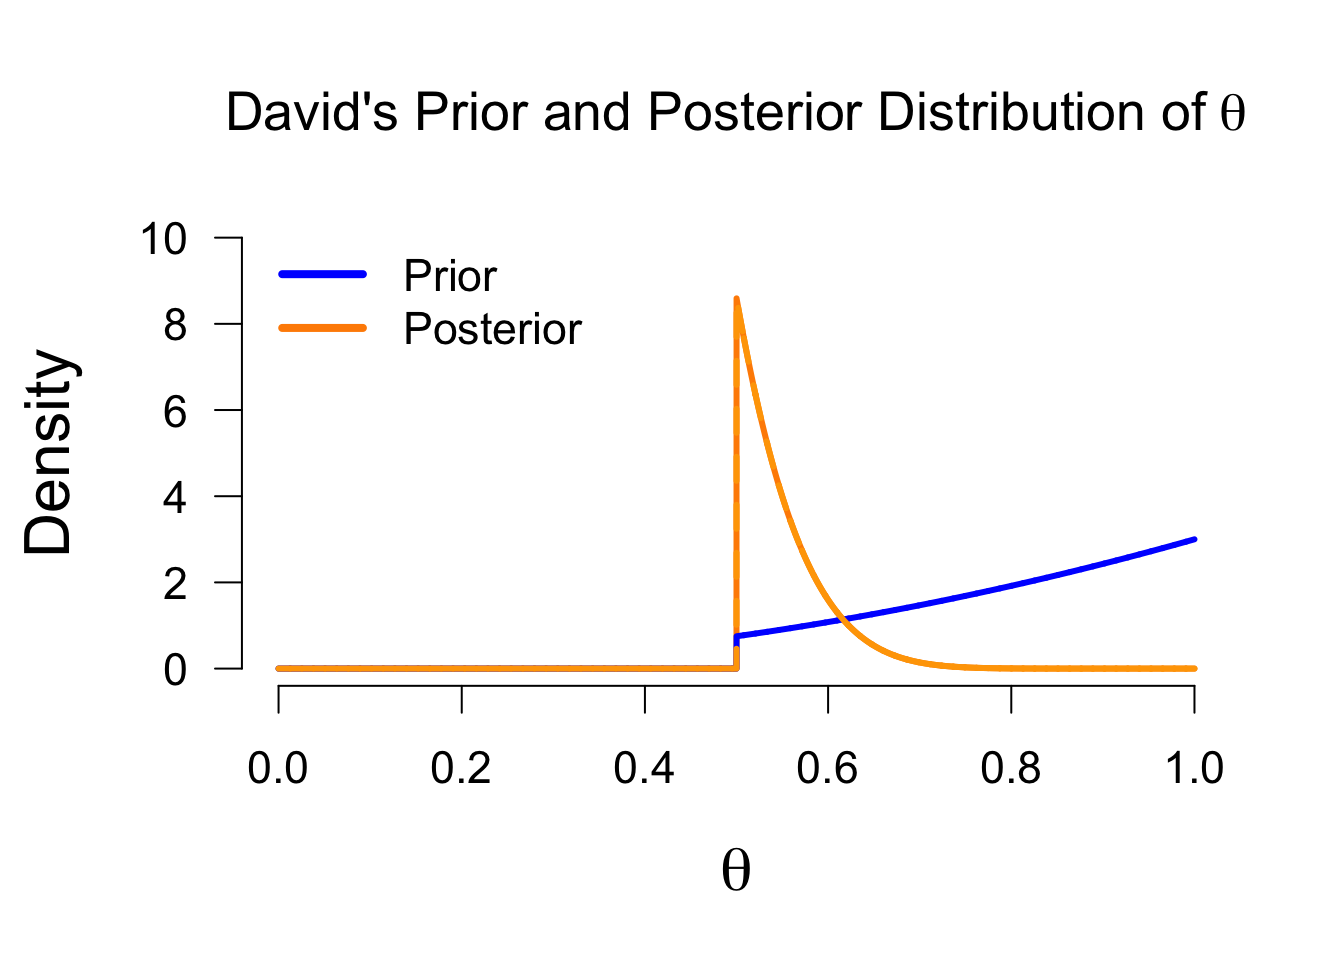 David's Prior and Posterior Distribution of θ
10
8
6
4
2
0
Density
Prior
Posterior
0.0 0.2 0.4 0.6 0.8 1.0
θ